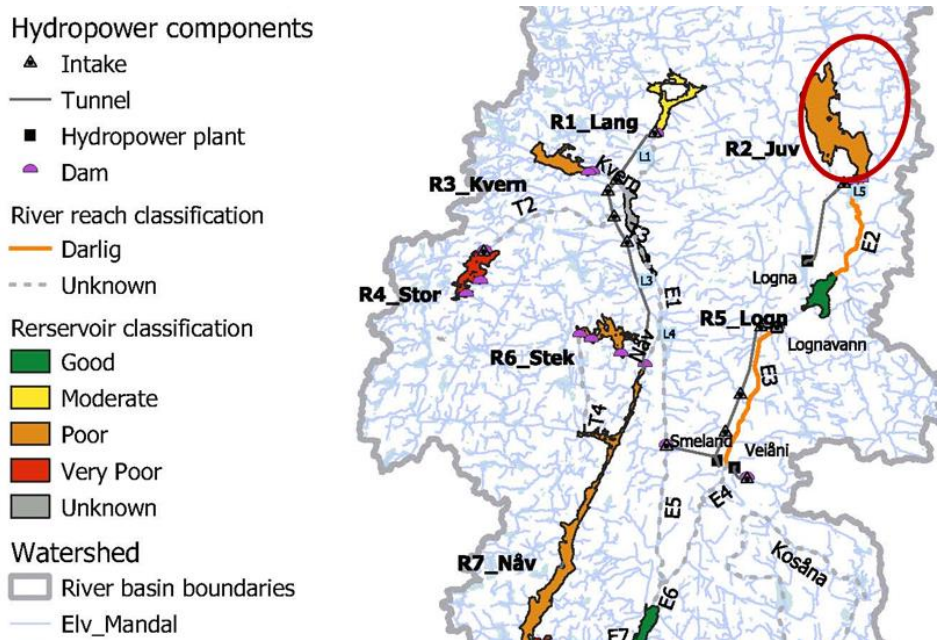 Hydropower components
Intake
Tunnel
Hydropower plant
Dam
River reach classification
Darlig
Unknown
Rerservoir classification
Good
Moderate
Poor
Very Poor
Unknown
Watershed
River basin boundaries
Elv_Mandal
R1_Lang
L1
R2_Juv
L5
R3_Kvern
Kvern
T2
T3
E2
R4_Stor
L3
E1
Logna
R5_Logn
Lognavann
L4
R6_Stek
Nåv
E3
T4
Smeland
Veiåni
E4
E5
Kosåna
R7_Nåv
E6
E7